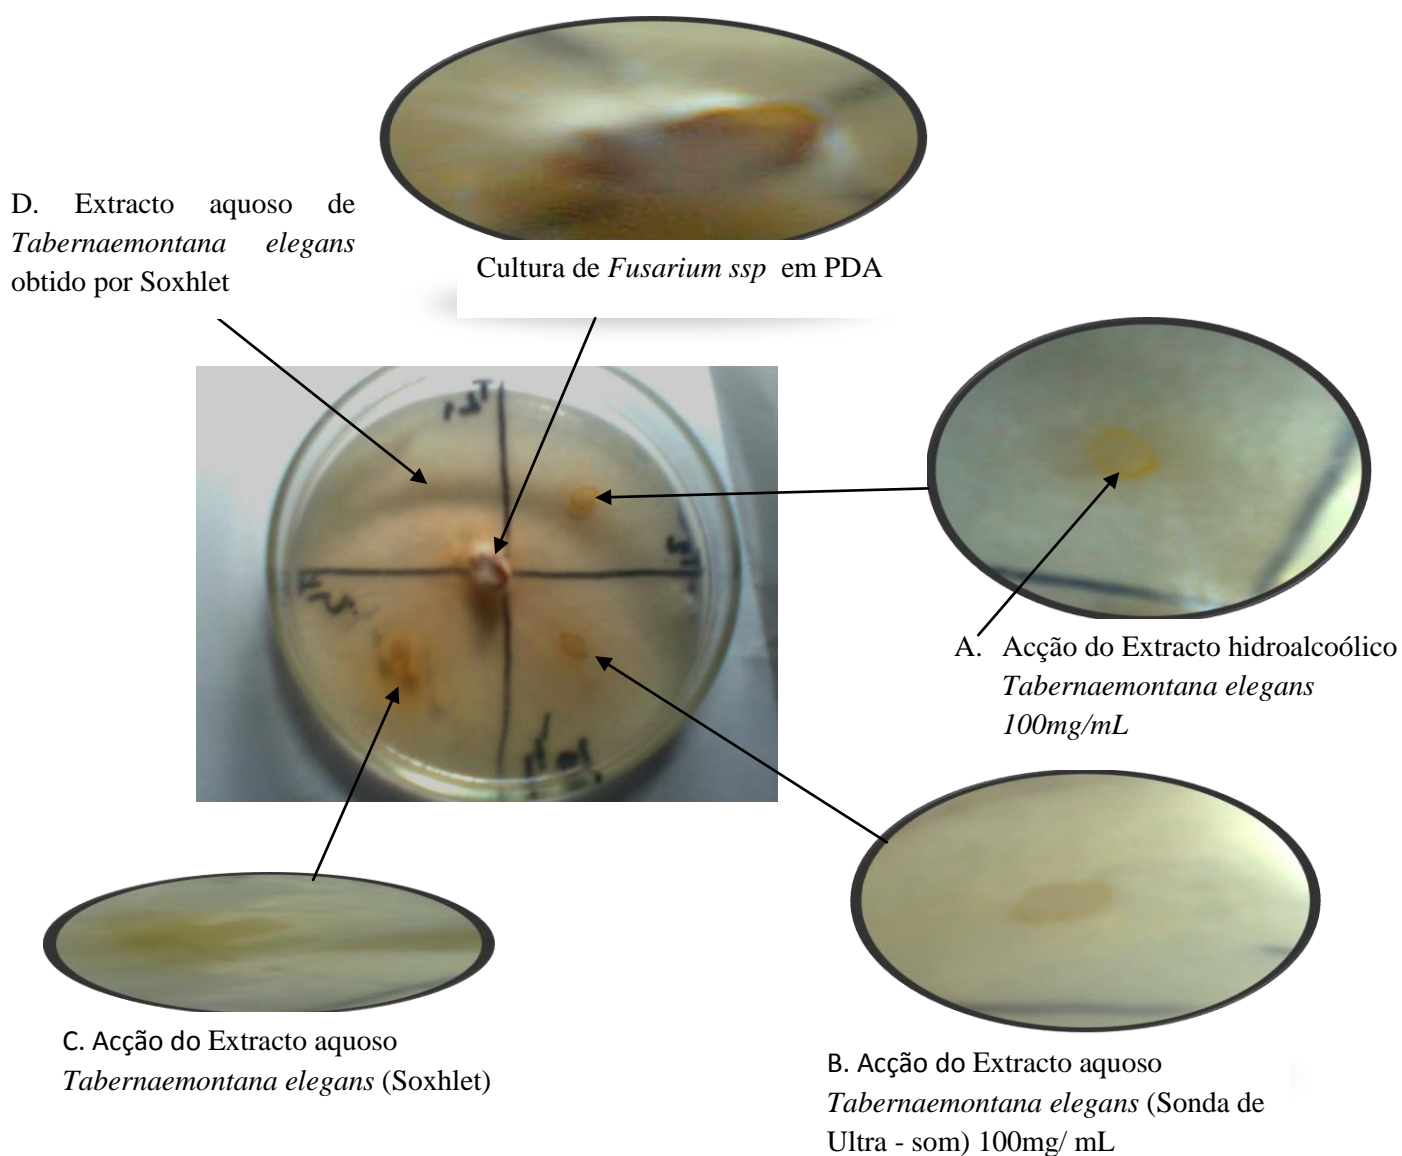 D. Extracto aquoso de
Tabernaemontana elegans
obtido por Soxhlet
Cultura de Fusarium ssp em PDA
A. Acção do Extracto hidroalcoólico
Tabernaemontana elegans
100mg/mL
C. Acção do Extracto aquoso
Tabernaemontana elegans (Soxhlet)
B. Acção do Extracto aquoso
Tabernaemontana elegans (Sonda de
Ultra - som) 100mg/ mL